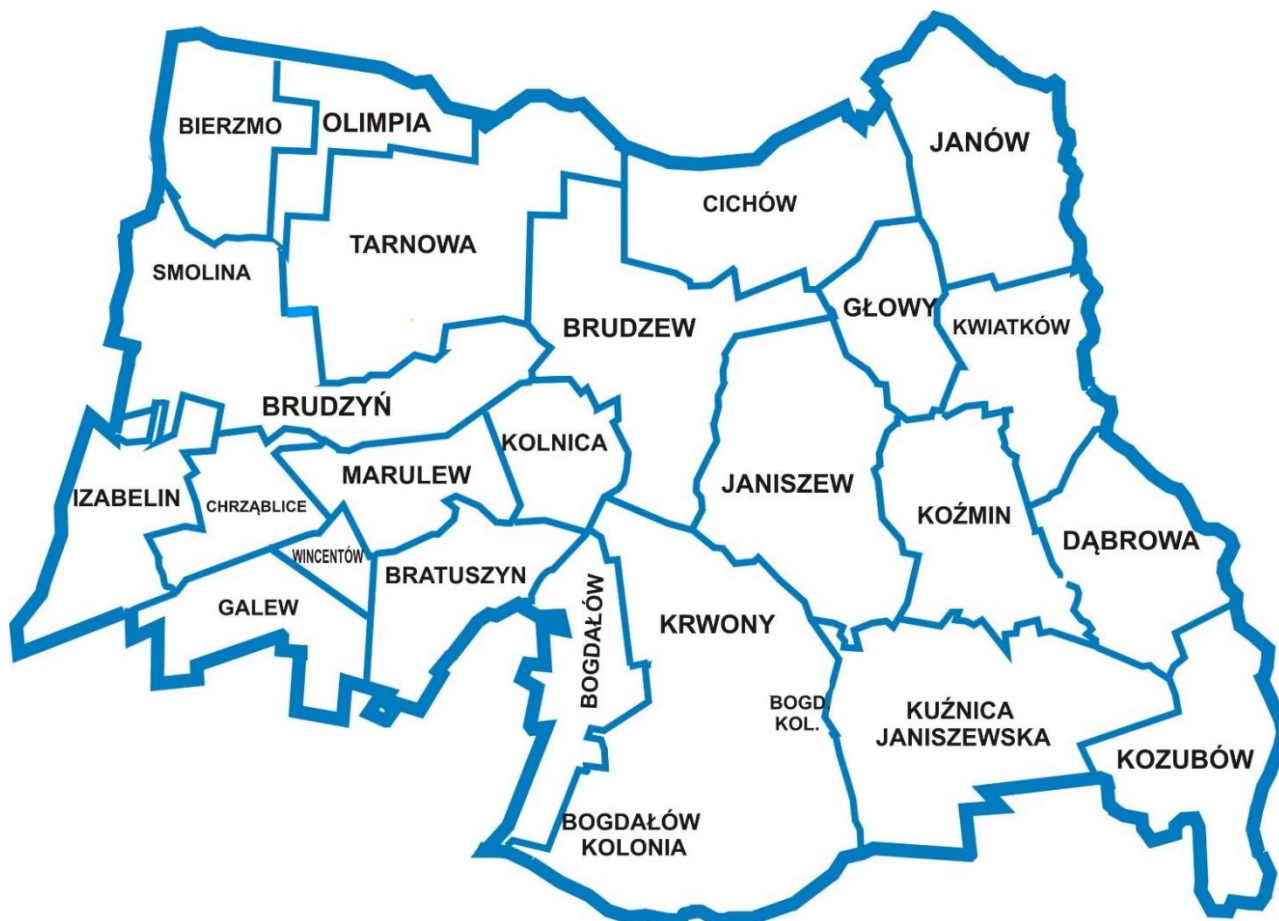 BIERZMO
OLIMPIA
JANÓW
CICHÓW
TARNOWA
SMOLINA
GŁOWY
BRUDZEW
KWIATKÓW
BRUDZYŃ
KOLNICA
MARULEW
IZABELIN
CHRZĄBLICE
JANISZEW
KOŹMIN
DĄBROWA
WINCENTÓW
BRATUSZYN
GALEW
BOGDAŁÓW
KRWONY
BOGD.
KOL.
KUŹNICA
JANISZEWSKA
KOZUBÓW
BOGDAŁÓW
KOLONIA